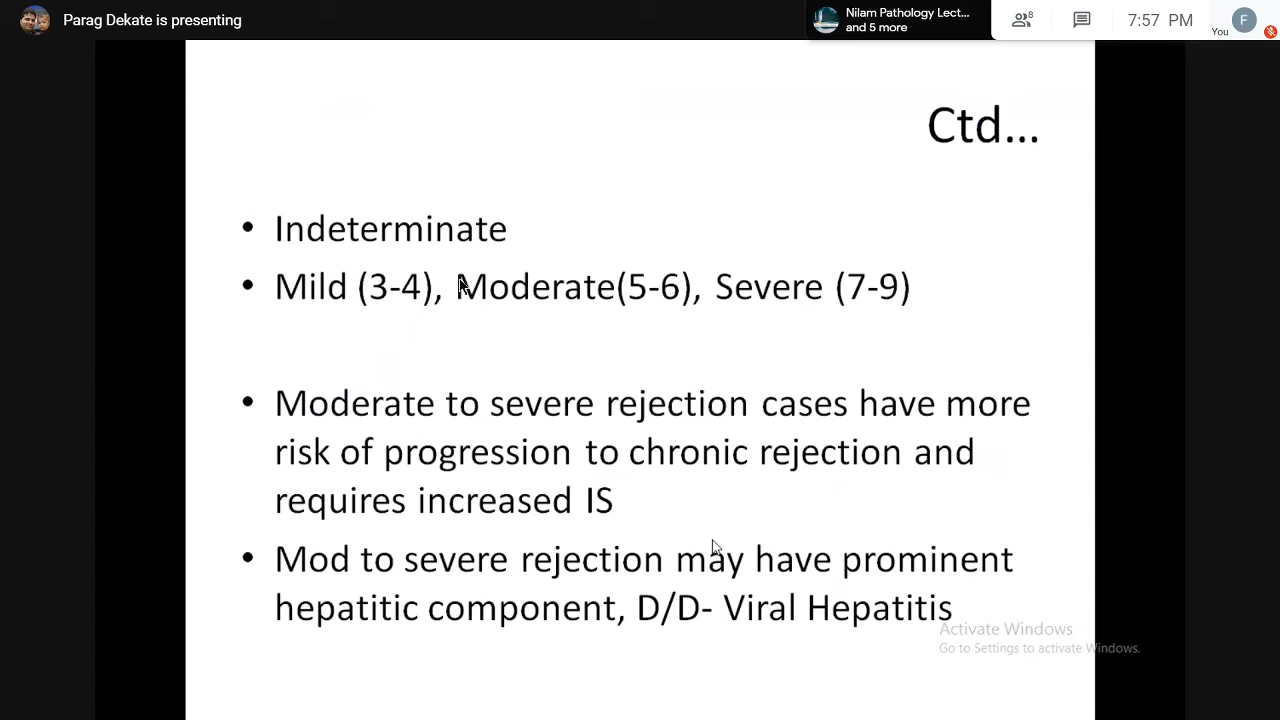 Parag Dekate is presenting
Nilam Pathology Lect...
and 5 more
8
7:57 PM
You
F
Ctd...
• Indeterminate
• Mild (3-4), Moderate(5-6), Severe (7-9)
• Moderate to severe rejection cases have more
risk of progression to chronic rejection and
requires increased IS
• Mod to severe rejection may have prominent
hepatitic component, D/D- Viral Hepatitis
Activate Windows
Go to Settings to activate Windows.